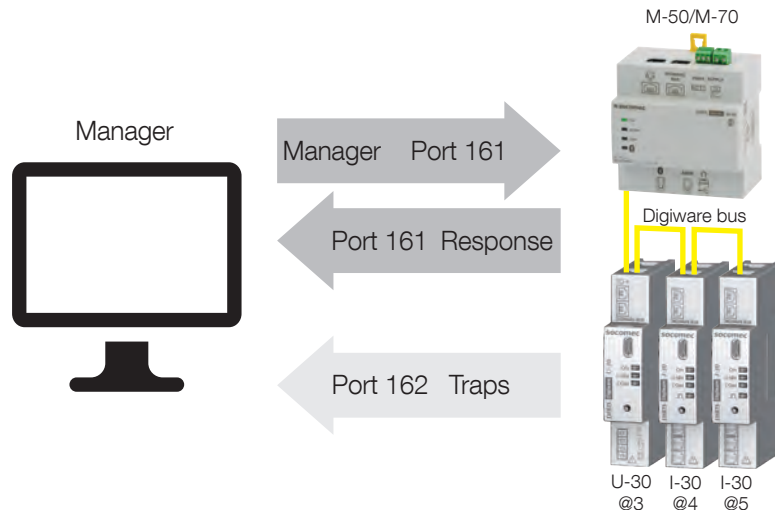 M-50/M-70
Manager
Manager Port 161
Port 161 Response
Port 162 Traps
Digiware bus
socomec
socomec
socomec
U-30
@3
I-30
@4
I-30
@5